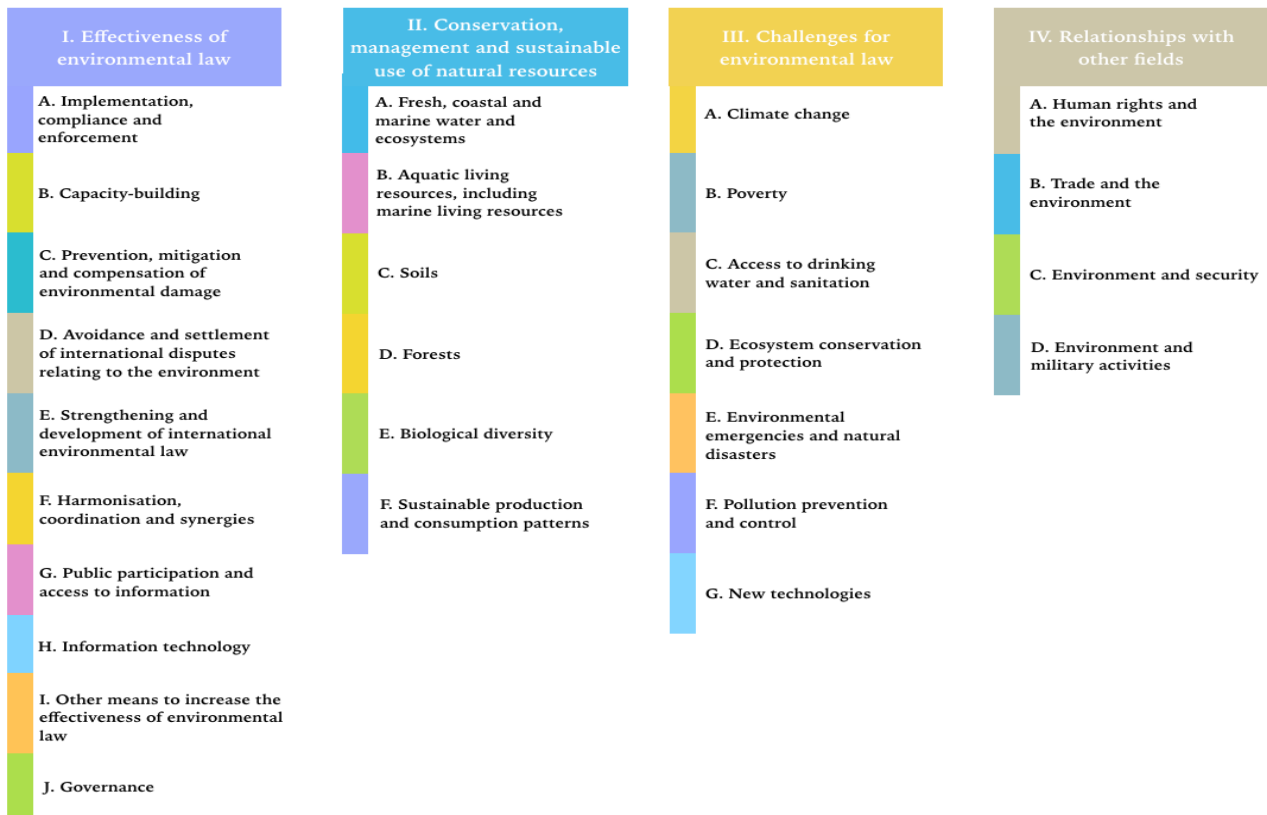 I. Effectiveness of
environmental law
A. Implementation,
compliance and
enforcement
B. Capacity-building
C. Prevention, mitigation
and compensation of
environmental damage
D. Avoidance and settlement
of international disputes
relating to the environment
E. Strengthening and
development of international
environmental law
F. Harmonisation,
coordination and synergies
G. Public participation and
access to information
H. Information technology
I. Other means to increase the
effectiveness of environmental
law
J. Governance
II. Conservation,
management and sustainable
use of natural resources
A. Fresh, coastal and
marine water and
ecosystems
B. Aquatic living
resources, including
marine living resources
C. Soils
D. Forests
E. Biological diversity
F. Sustainable production
and consumption patterns
III. Challenges for
environmental law
A. Climate change
B. Poverty
C. Access to drinking
water and sanitation
D. Ecosystem conservation
and protection
E. Environmental
emergencies and natural
disasters
F. Pollution prevention
and control
G. New technologies
IV. Relationships with
other fields
A. Human rights and
the environment
B. Trade and the
environment
C. Environment and security
D. Environment and
military activities